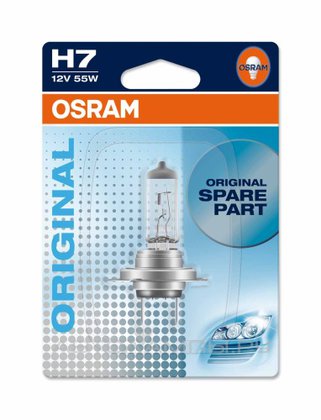 H7
12V 55W
OSRAM
OSRAM
ORIGINAL
ORIGINAL
SPARE
PART